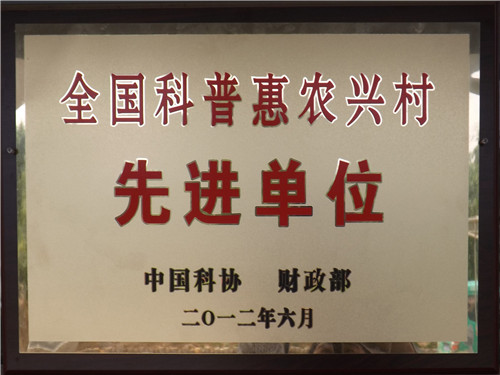 全国科普惠农兴村
先进单位
中国科协 财政部
二〇一二年六月